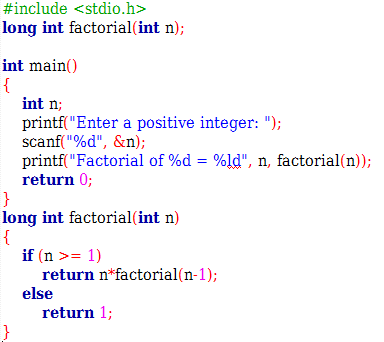 #include <stdio.h>
long int factorial(int n);
int main()
{
int n;
printf("Enter a positive integer: ");
scanf("%d", &n);
printf("Factorial of %d = %ld", n, factorial(n));
return 0;
}
long int factorial(int n)
{
if (n >= 1)
return n*factorial(n-1);
else
return 1;
}